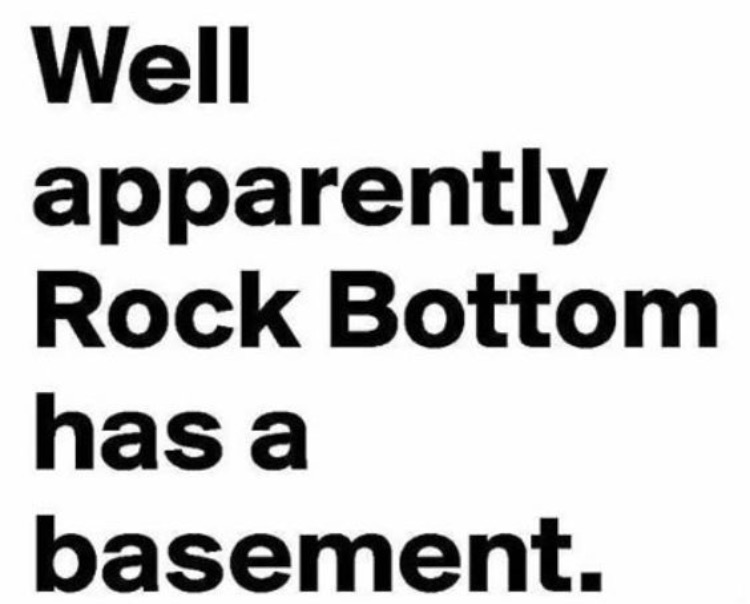 Well
apparently
Rock Bottom
has a
basement.